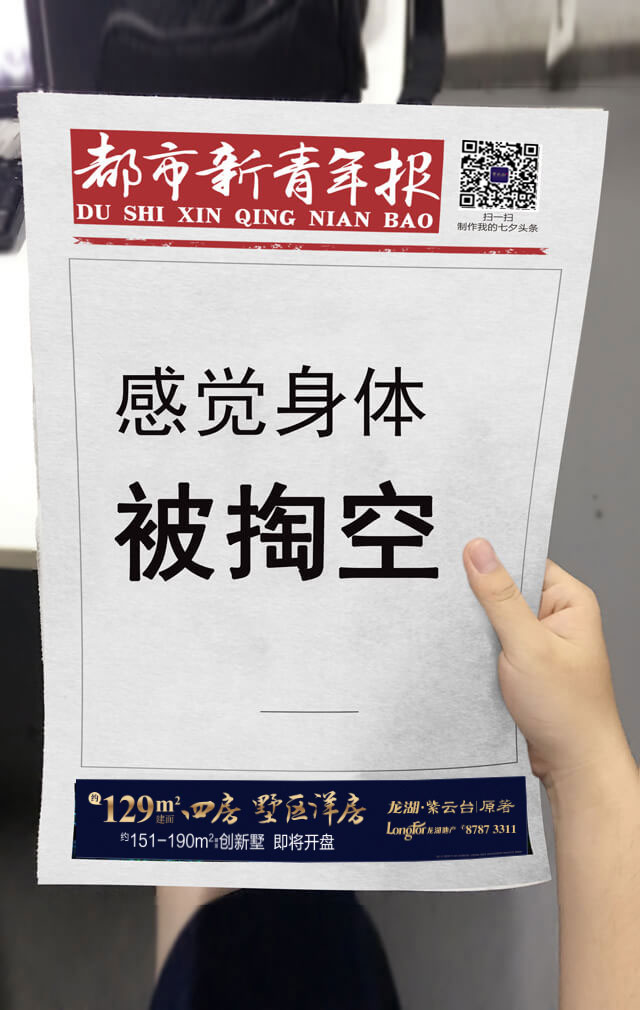 都市新青年报
DU SHI XIN QING NIAN BAO
扫一扫
制作我的七夕头条
感觉身体
被掏空
约129m²建面 四房 墅区洋房
约151-190m²创新墅 即将开盘
龙湖·紫云台|原著
Longfor龙湖地产 8787 3311